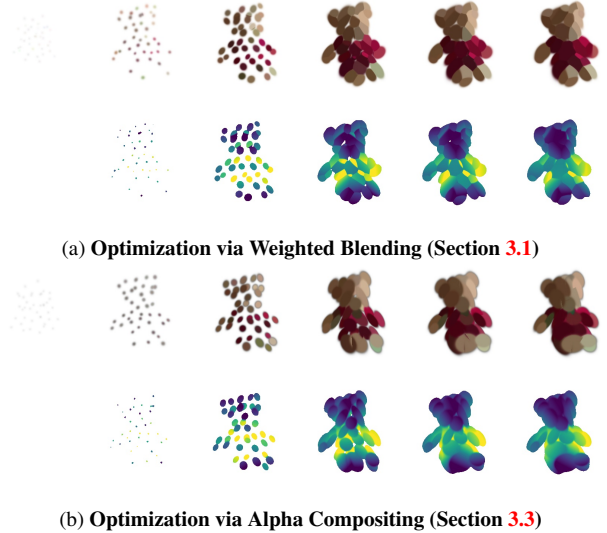 (a) Optimization via Weighted Blending (Section 3.1)
(b) Optimization via Alpha Compositing (Section 3.3)